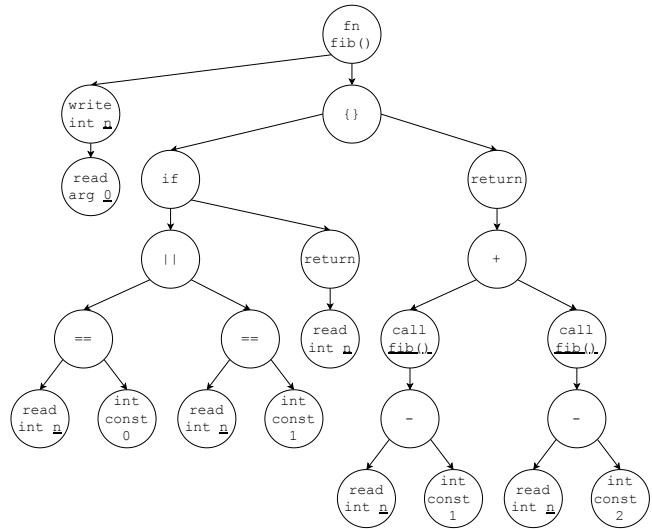 fn
fib()
write
int n
{}
read
arg 0
if
return
||
return
+
==
==
read
int n
call
fib()
call
fib()
read
int n
int
const
0
read
int n
int
const
1
-
-
read
int n
int
const
1
read
int n
int
const
2